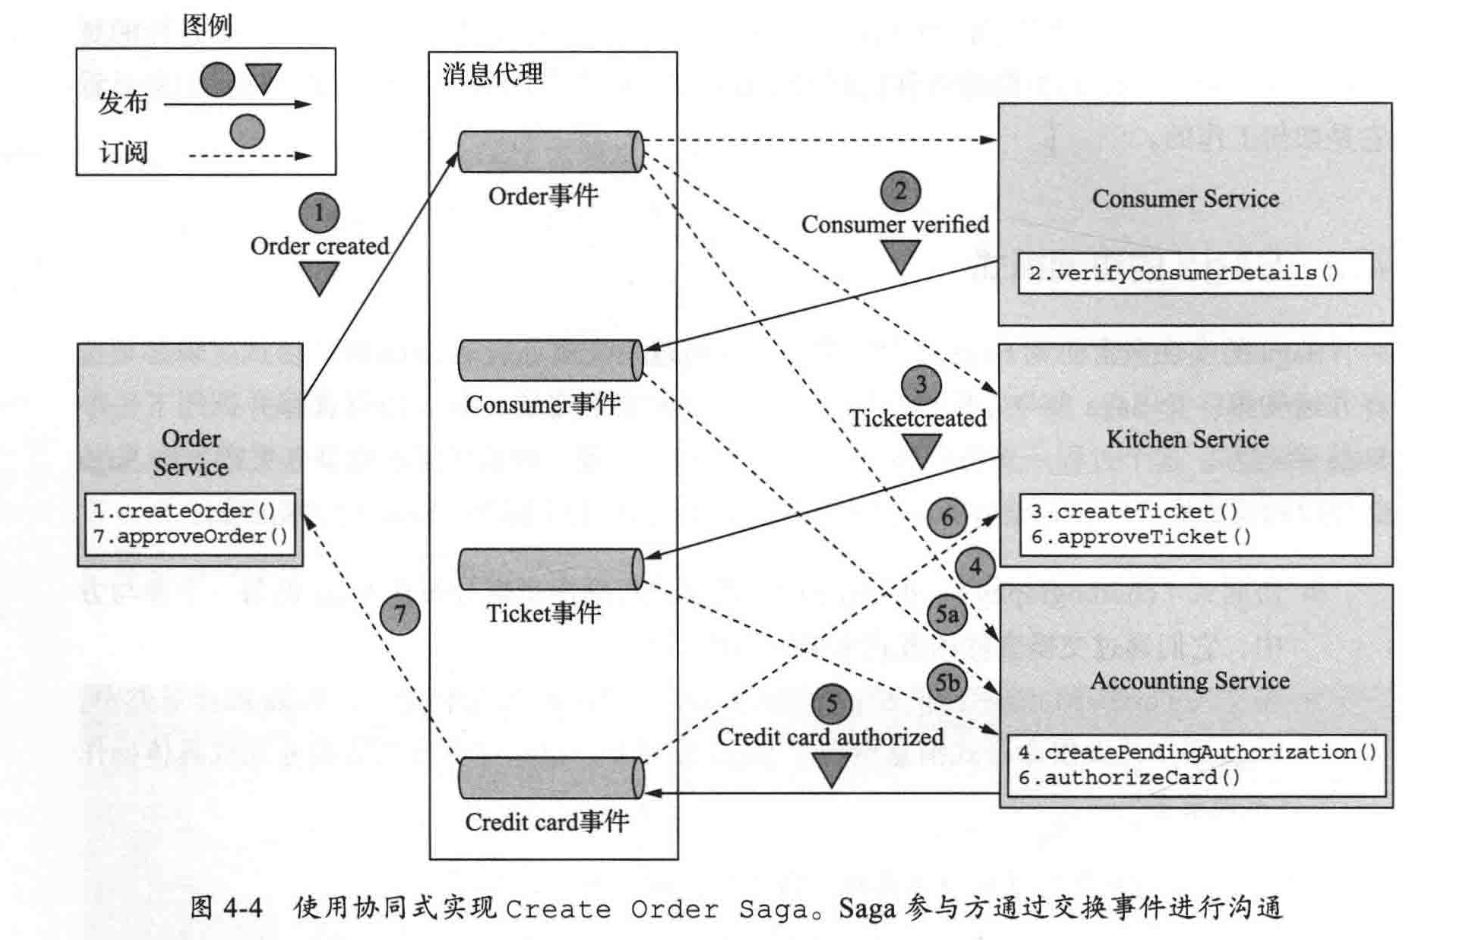 图例
发布
订阅
消息代理
Order事件
1
Order created
2
Consumer verified
Consumer Service
2.verifyConsumerDetails()
Consumer事件
3
Ticketcreated
Kitchen Service
3.createTicket()
6.approveTicket()
Order
Service
1.createOrder()
7.approveOrder()
6
4
Ticket事件
7
5a
5b
Accounting Service
5
Credit card authorized
4. createPendingAuthorization()
6.authorizeCard()
Credit card事件
图 4-4 使用协同式实现 Create Order Saga。Saga 参与方通过交换事件进行沟通